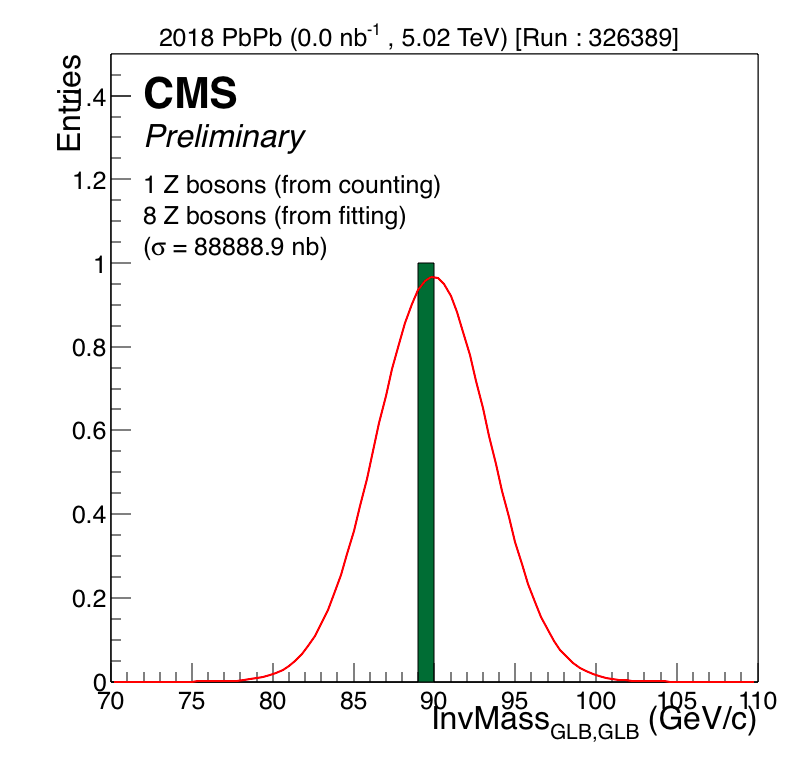 2018 PbPb (0.0 nb-1 , 5.02 TeV) [Run : 326389]
Entries
CMS
Preliminary
1 Z bosons (from counting)
8 Z bosons (from fitting)
(σ = 88888.9 nb)
1.4
1.2
1
0.8
0.6
0.4
0.2
0
70 75 80 85 90 95 100 105 110
InvMassGLB,GLB (GeV/c)